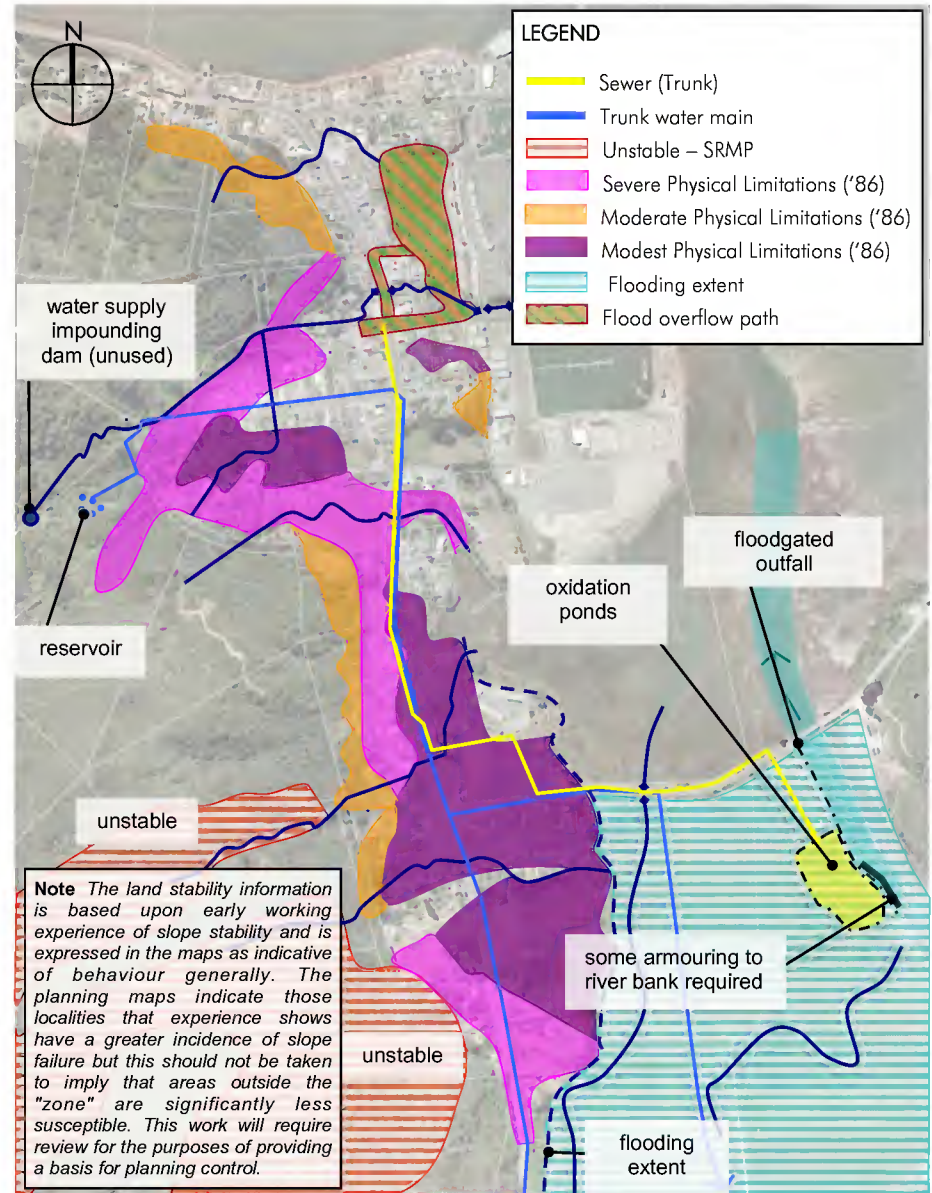 N
LEGEND
Sewer (Trunk)
Trunk water main
Unstable – SRMP
Severe Physical Limitations ('86)
Moderate Physical Limitations ('86)
Modest Physical Limitations ('86)
Flooding extent
Flood overflow path
water supply
impounding
dam (unused)
reservoir
floodgated
outfall
oxidation
ponds
unstable
Note The land stability information
is based upon early working
experience of slope stability and is
expressed in the maps as indicative
of behaviour generally. The
planning maps indicate those
localities that experience shows
have a greater incidence of slope
failure but this should not be taken
to imply that areas outside the
"zone" are significantly less
susceptible. This work will require
review for the purposes of providing
a basis for planning control.
some armouring to
river bank required
unstable
flooding
extent